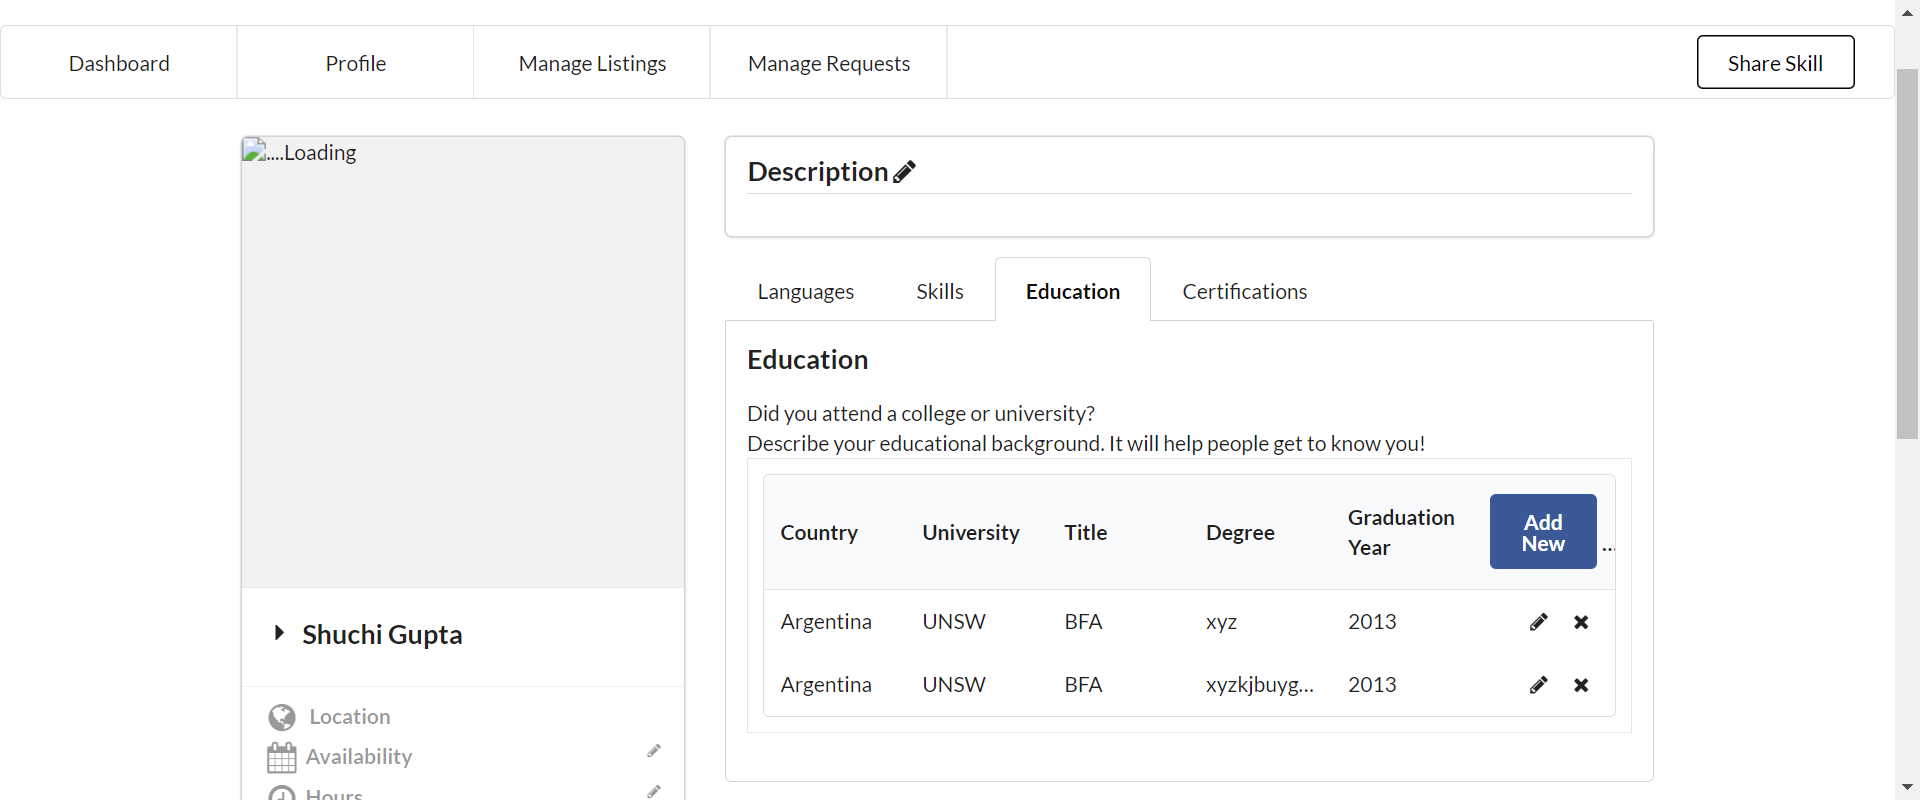 Dashboard
Profile
Manage Listings
Manage Requests
Share Skill
....Loading
Shuchi Gupta
Location
Availability
Hours
Description
Languages
Skills
Education
Certifications
Education
Did you attend a college or university?
Describe your educational background. It will help people get to know you!
Country University Title Degree Graduation Year Add New ...
Argentina UNSW BFA xyz 2013
Argentina UNSW BFA xyzkjbuyg... 2013